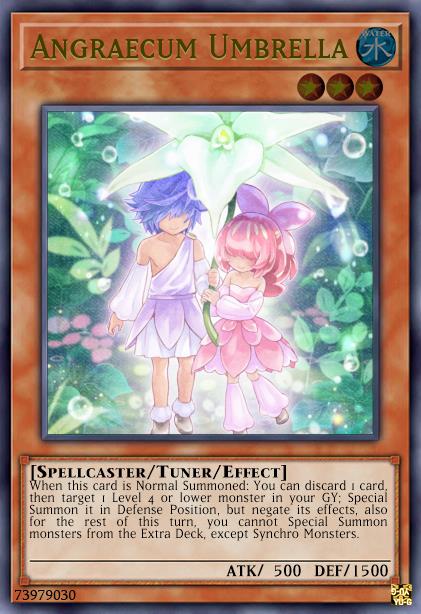 ANGRAECUM UMBRELLA
WATER
水
[SPELLCASTER/TUNER/EFFECT]
When this card is Normal Summoned: You can discard 1 card,
then target 1 Level 4 or lower monster in your GY; Special
Summon it in Defense Position, but negate its effects, also
for the rest of this turn, you cannot Special Summon
monsters from the Extra Deck, except Synchro Monsters.
ATK/ 500 DEF/1500
73979030